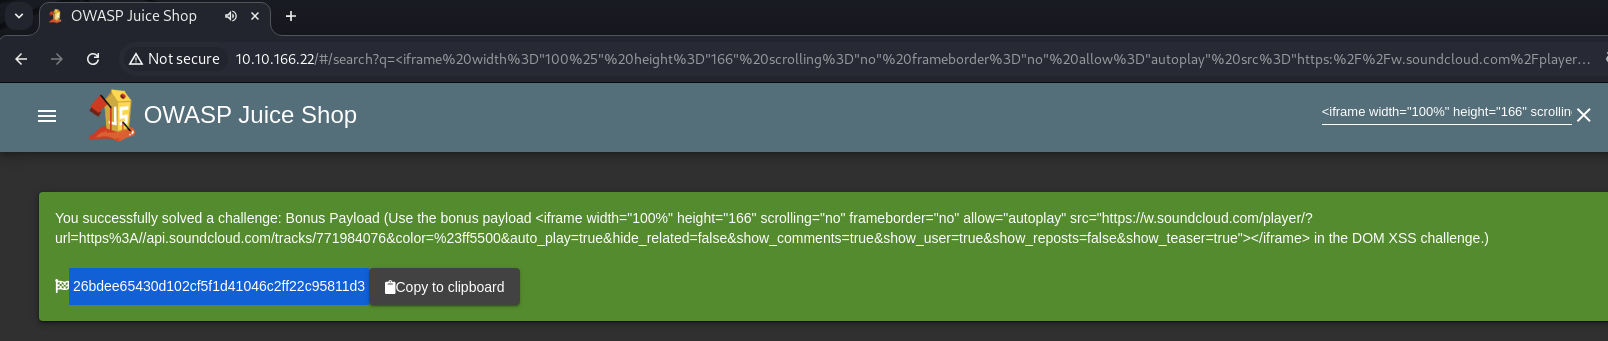 OWASP Juice Shop
Not secure 10.10.166.22/#/search?q=<iframe%20width%3D"100%25"%20height%3D"166"%20scrolling%3D"no"%20frameborder%3D"no"%20allow%3D"autoplay"%20src%3D"https:%2F%2Fw.soundcloud.com%2Fplayer...
OWASP Juice Shop
<iframe width="100%" height="166" scrollin
You successfully solved a challenge: Bonus Payload (Use the bonus payload <iframe width="100%" height="166" scrolling="no" frameborder="no" allow="autoplay" src="https://w.soundcloud.com/player/?
url=https%3A//api.soundcloud.com/tracks/771984076&color=%23ff5500&auto_play=true&hide_related=false&show_comments=true&show_user=true&show_reposts=false&show_teaser=true"></iframe> in the DOM XSS challenge.)
26bdee65430d102cf5f1d41046c2ff22c95811d3 Copy to clipboard